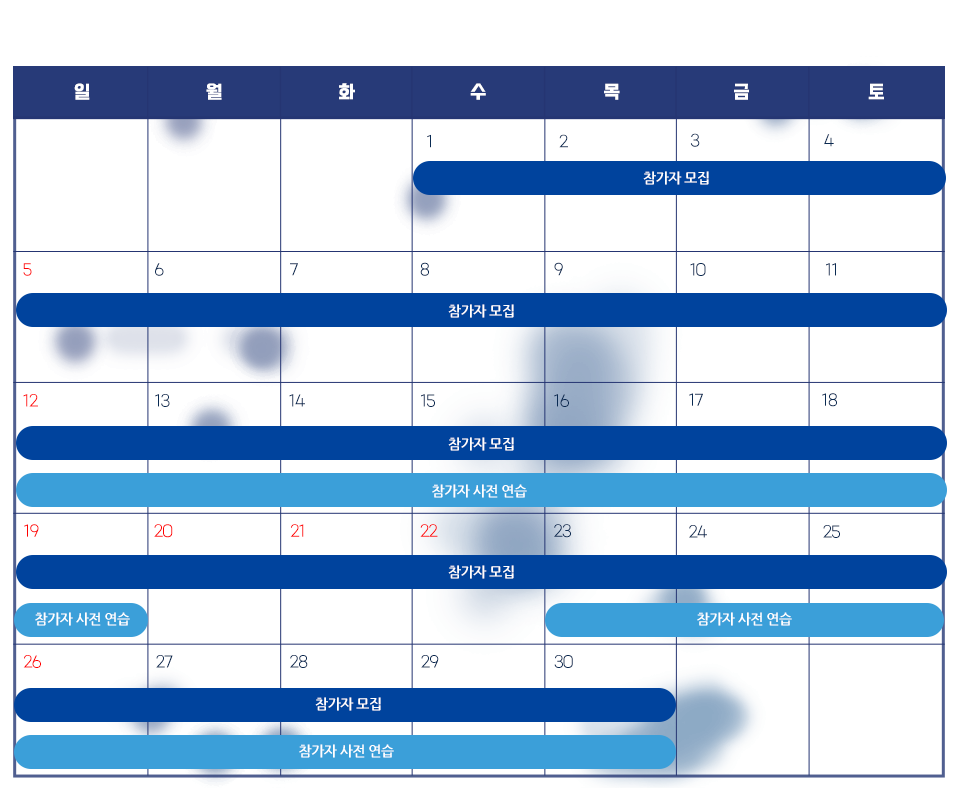 일 월 화 수 목 금 토
1 2 3 4
참가자 모집
5 6 7 8 9 10 11
참가자 모집
12 13 14 15 16 17 18
참가자 모집
참가자 사전 연습
19 20 21 22 23 24 25
참가자 모집
참가자 사전 연습 참가자 사전 연습
26 27 28 29 30
참가자 모집
참가자 사전 연습